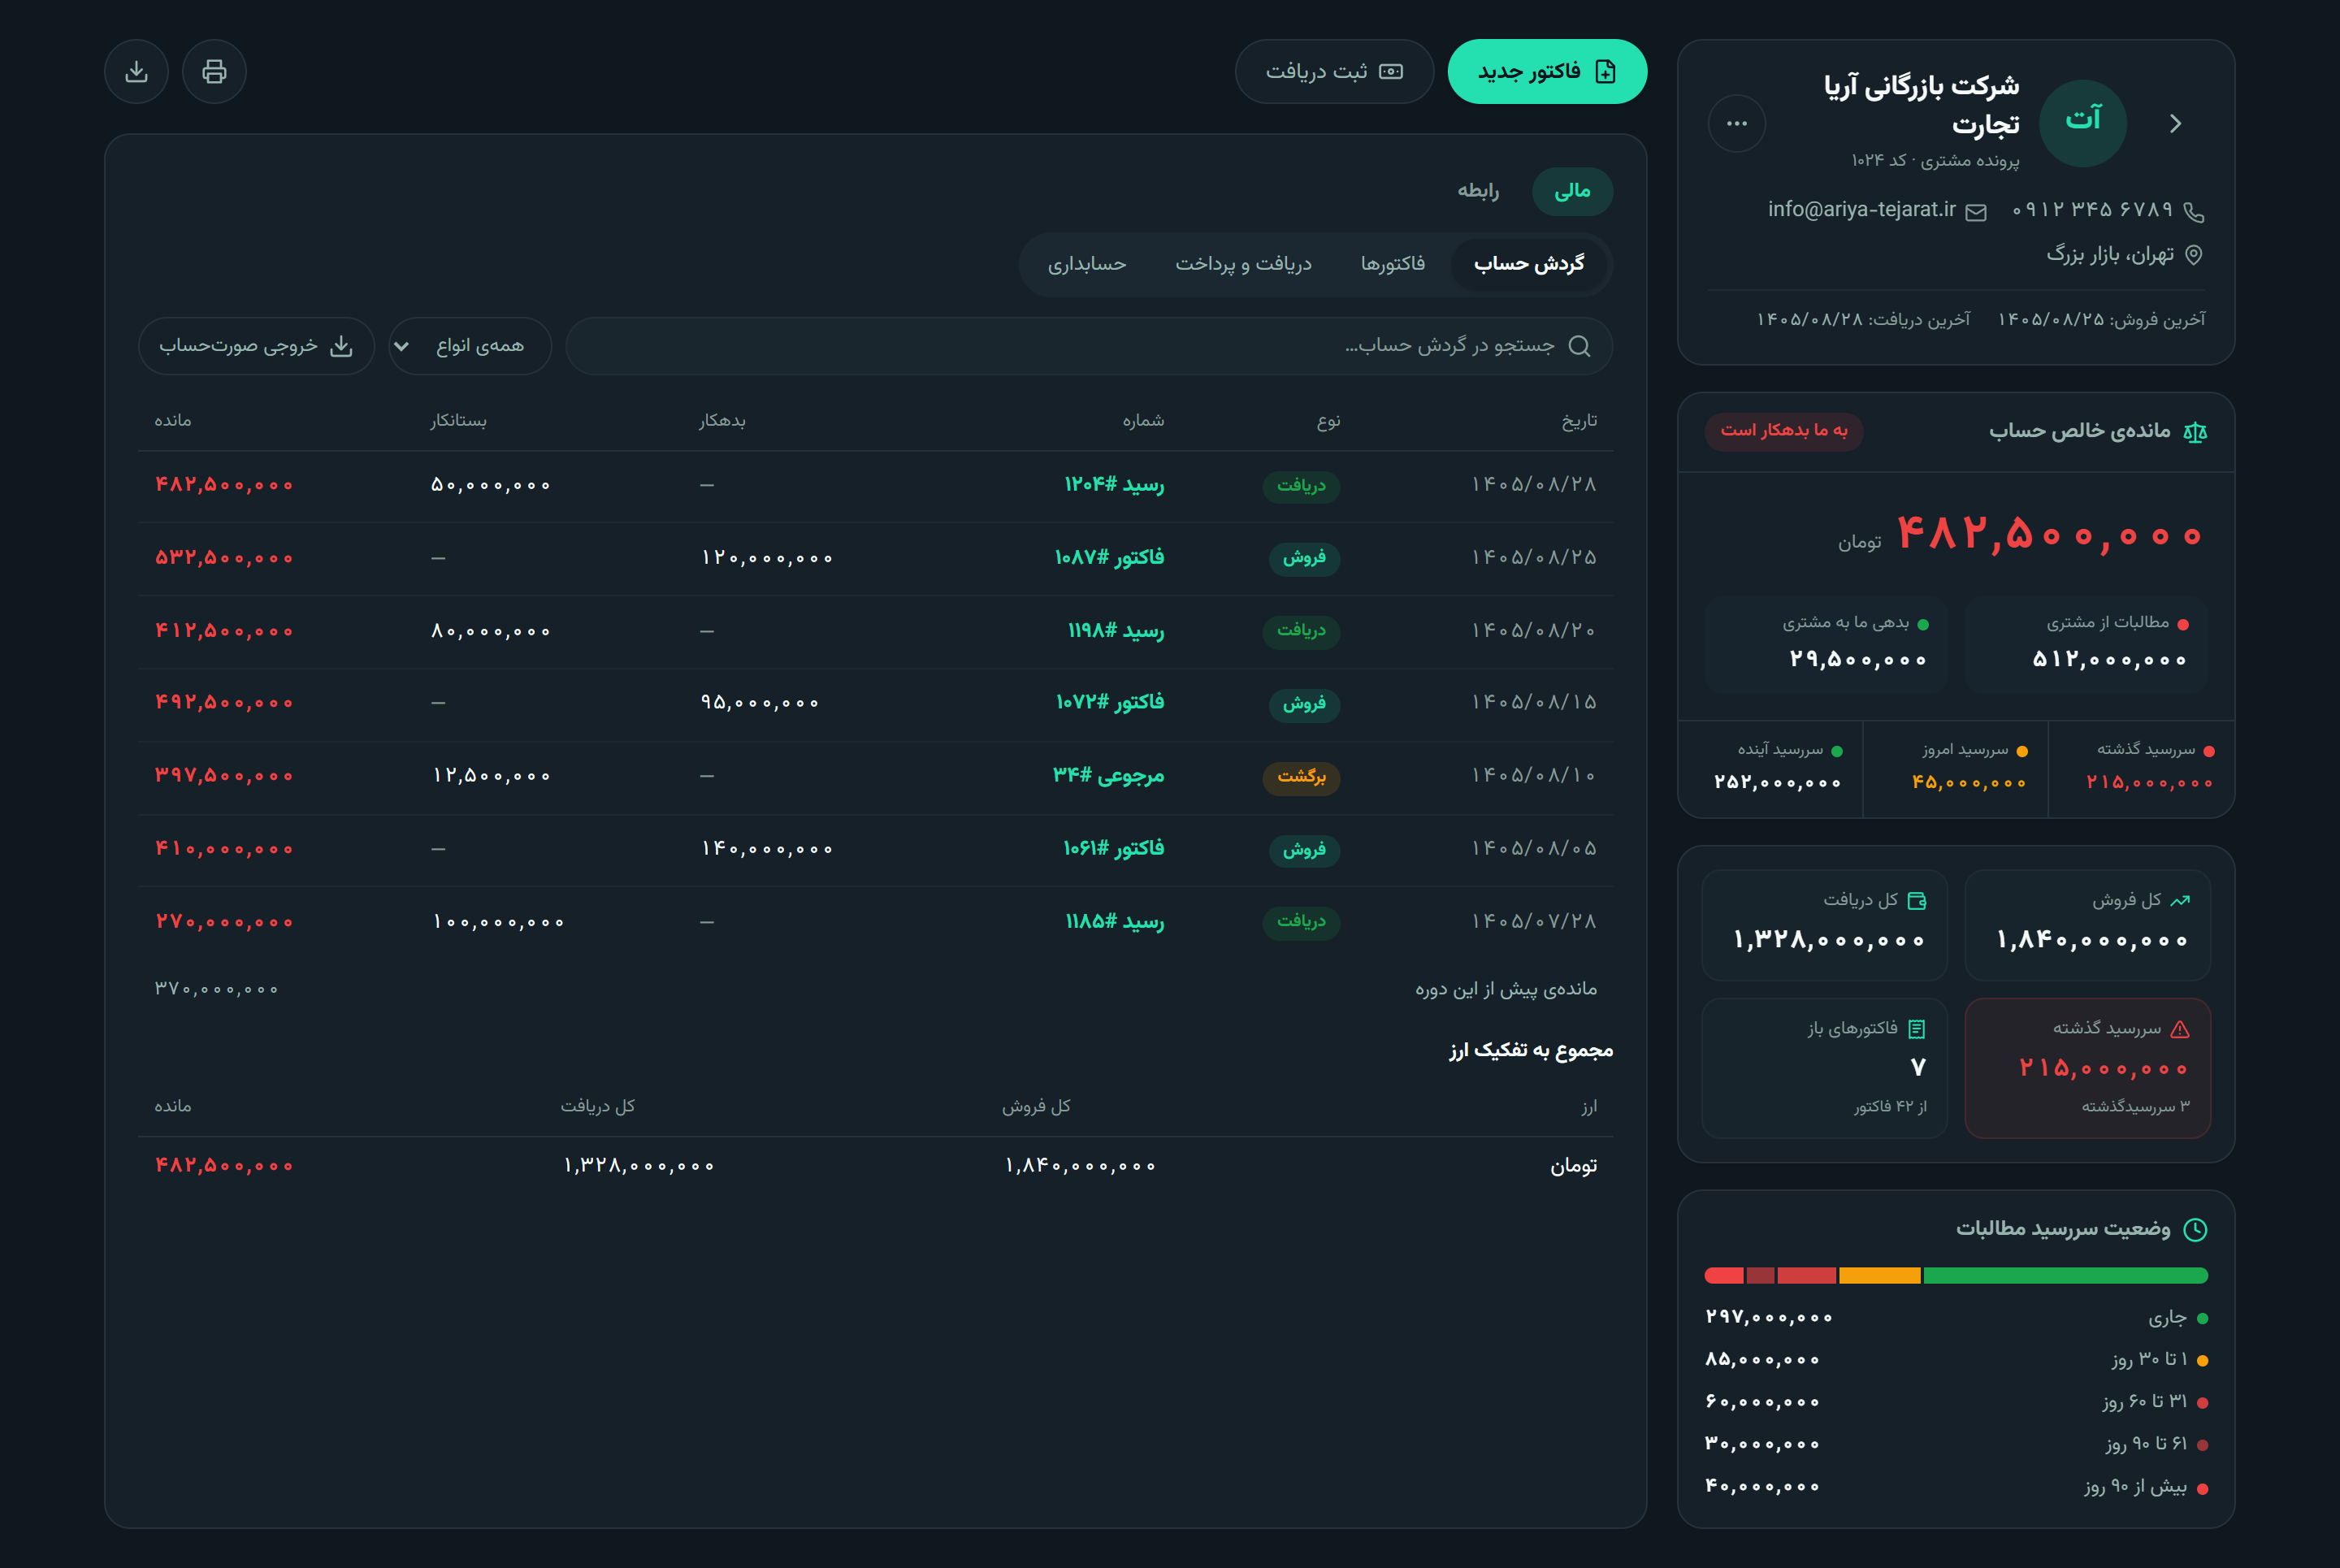 شرکت بازرگانی آریا
تجارت
آت
پرونده مشتری · کد ۱۰۲۴
۰۹۱۲ ۳۴۵ ۶۷۸۹
info@ariya-tejarat.ir
تهران، بازار بزرگ
آخرین فروش: ۱۴۰۵/۰۸/۲۵
آخرین دریافت: ۱۴۰۵/۰۸/۲۸
مانده‌ی خالص حساب
به ما بدهکار است
۴۸۲,۵۰۰,۰۰۰ تومان
مطالبات از مشتری
۵۱۲,۰۰۰,۰۰۰
بدهی ما به مشتری
۲۹,۵۰۰,۰۰۰
سررسید گذشته
۲۱۵,۰۰۰,۰۰۰
سررسید امروز
۴۵,۰۰۰,۰۰۰
سررسید آینده
۲۵۲,۰۰۰,۰۰۰
کل فروش
۱,۸۴۰,۰۰۰,۰۰۰
کل دریافت
۱,۳۲۸,۰۰۰,۰۰۰
سررسید گذشته
۲۱۵,۰۰۰,۰۰۰
۳ سررسیدگذشته
فاکتورهای باز
۷
از ۴۲ فاکتور
وضعیت سررسید مطالبات
جاری ۲۹۷,۰۰۰,۰۰۰
۱ تا ۳۰ روز ۸۵,۰۰۰,۰۰۰
۳۱ تا ۶۰ روز ۶۰,۰۰۰,۰۰۰
۶۱ تا ۹۰ روز ۳۰,۰۰۰,۰۰۰
بیش از ۹۰ روز ۴۰,۰۰۰,۰۰۰
فاکتور جدید
ثبت دریافت
مالی رابطه
گردش حساب فاکتورها دریافت و پرداخت حسابداری
جستجو در گردش حساب...
همه‌ی انواع
خروجی صورت‌حساب
تاریخ نوع شماره بدهکار بستانکار مانده
۱۴۰۵/۰۸/۲۸ دریافت رسید #۱۲۰۴ — ۵۰,۰۰۰,۰۰۰ ۴۸۲,۵۰۰,۰۰۰
۱۴۰۵/۰۸/۲۵ فروش فاکتور #۱۰۸۷ ۱۲۰,۰۰۰,۰۰۰ — ۵۳۲,۵۰۰,۰۰۰
۱۴۰۵/۰۸/۲۰ دریافت رسید #۱۱۹۸ — ۸۰,۰۰۰,۰۰۰ ۴۱۲,۵۰۰,۰۰۰
۱۴۰۵/۰۸/۱۵ فروش فاکتور #۱۰۷۲ ۹۵,۰۰۰,۰۰۰ — ۴۹۲,۵۰۰,۰۰۰
۱۴۰۵/۰۸/۱۰ برگشت مرجوعی #۳۴ — ۱۲,۵۰۰,۰۰۰ ۳۹۷,۵۰۰,۰۰۰
۱۴۰۵/۰۸/۰۵ فروش فاکتور #۱۰۶۱ ۱۴۰,۰۰۰,۰۰۰ — ۴۱۰,۰۰۰,۰۰۰
۱۴۰۵/۰۷/۲۸ دریافت رسید #۱۱۸۵ — ۱۰۰,۰۰۰,۰۰۰ ۲۷۰,۰۰۰,۰۰۰
مانده‌ی پیش از این دوره ۳۷۰,۰۰۰,۰۰۰
مجموع به تفکیک ارز
ارز کل فروش کل دریافت مانده
تومان ۱,۸۴۰,۰۰۰,۰۰۰ ۱,۳۲۸,۰۰۰,۰۰۰ ۴۸۲,۵۰۰,۰۰۰